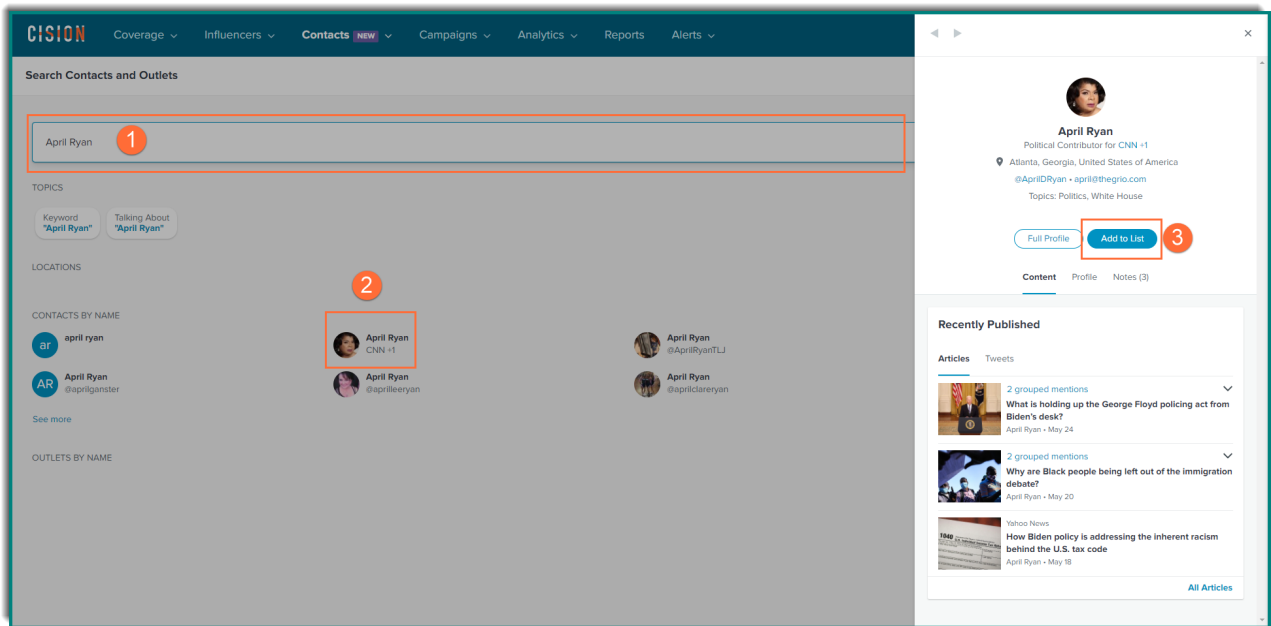 CISION
Coverage
Influencers
Contacts NEW
Campaigns
Analytics
Reports
Alerts
Search Contacts and Outlets
April Ryan
1
TOPICS
Keyword
"April Ryan"
Talking About
"April Ryan"
LOCATIONS
2
CONTACTS BY NAME
ar
april ryan
April Ryan
CNN +1
April Ryan
@AprilRyanTLJ
AR
April Ryan
@aprilganster
April Ryan
@aprilleeryan
April Ryan
@aprilclareryan
See more
OUTLETS BY NAME
April Ryan
Political Contributor for CNN +1
Atlanta, Georgia, United States of America
@AprilDRyan • april@thegrio.com
Topics: Politics, White House
Full Profile
Add to List
3
Content
Profile
Notes (3)
Recently Published
Articles
Tweets
2 grouped mentions
What is holding up the George Floyd policing act from
Biden's desk?
April Ryan • May 24
2 grouped mentions
Why are Black people being left out of the immigration
debate?
April Ryan • May 20
1040
Yahoo News
How Biden policy is addressing the inherent racism
behind the U.S. tax code
April Ryan • May 18
All Articles